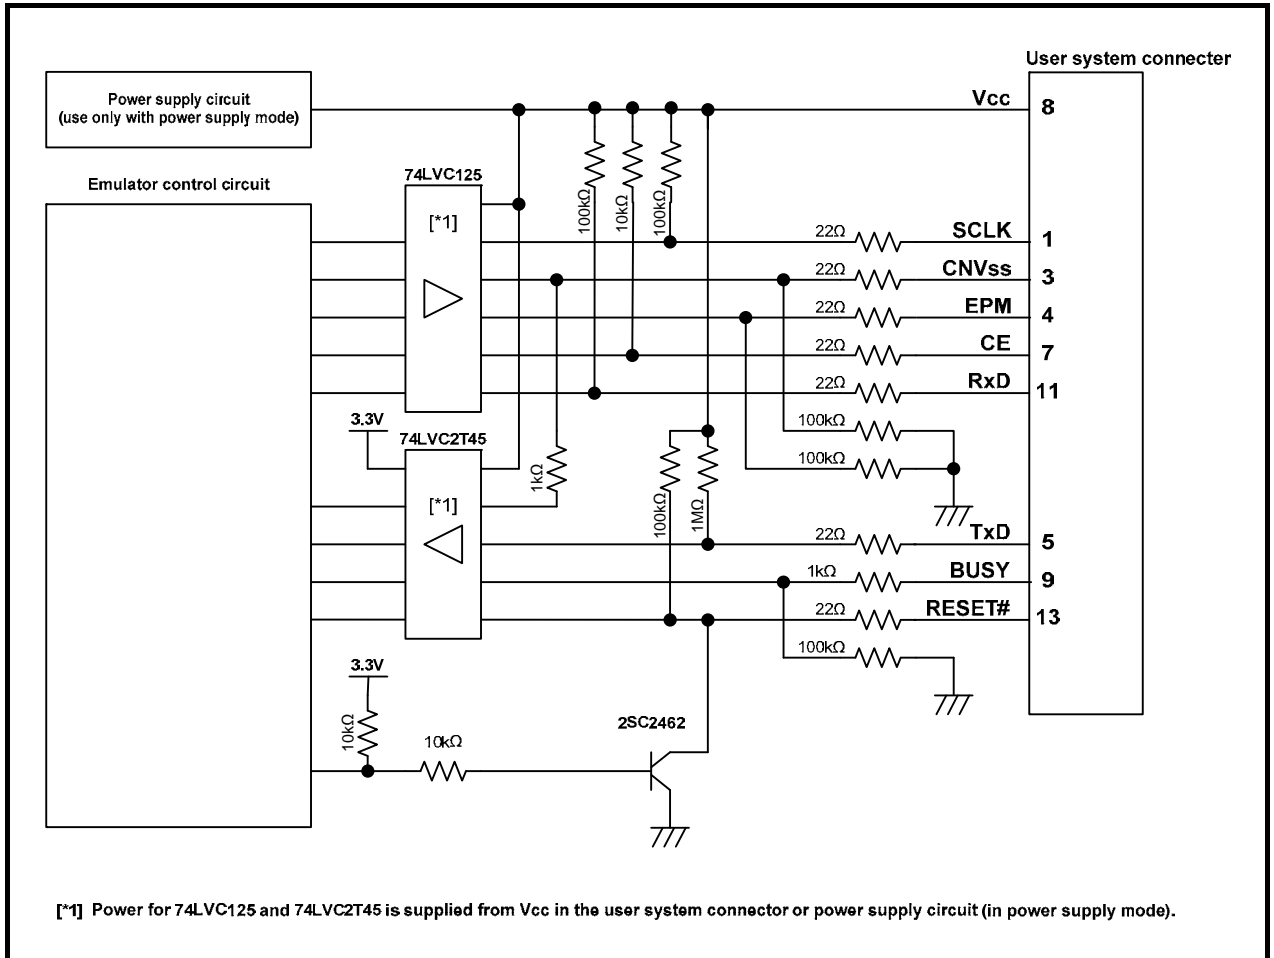 User system connecter
Power supply circuit
(use only with power supply mode)
Vcc
8
Emulator control circuit
74LVC125
[*1]
100kΩ
10kΩ
100kΩ
22Ω
SCLK
1
22Ω
CNVss
3
22Ω
EPM
4
22Ω
CE
7
22Ω
RxD
11
3.3V
100kΩ
74LVC2T45
100kΩ
1kΩ
[*1]
100kΩ
1MΩ
22Ω
TxD
5
1kΩ
BUSY
9
22Ω
RESET#
13
100kΩ
3.3V
10kΩ
10kΩ
2SC2462
[*1] Power for 74LVC125 and 74LVC2T45 is supplied from Vcc in the user system connector or power supply circuit (in power supply mode).